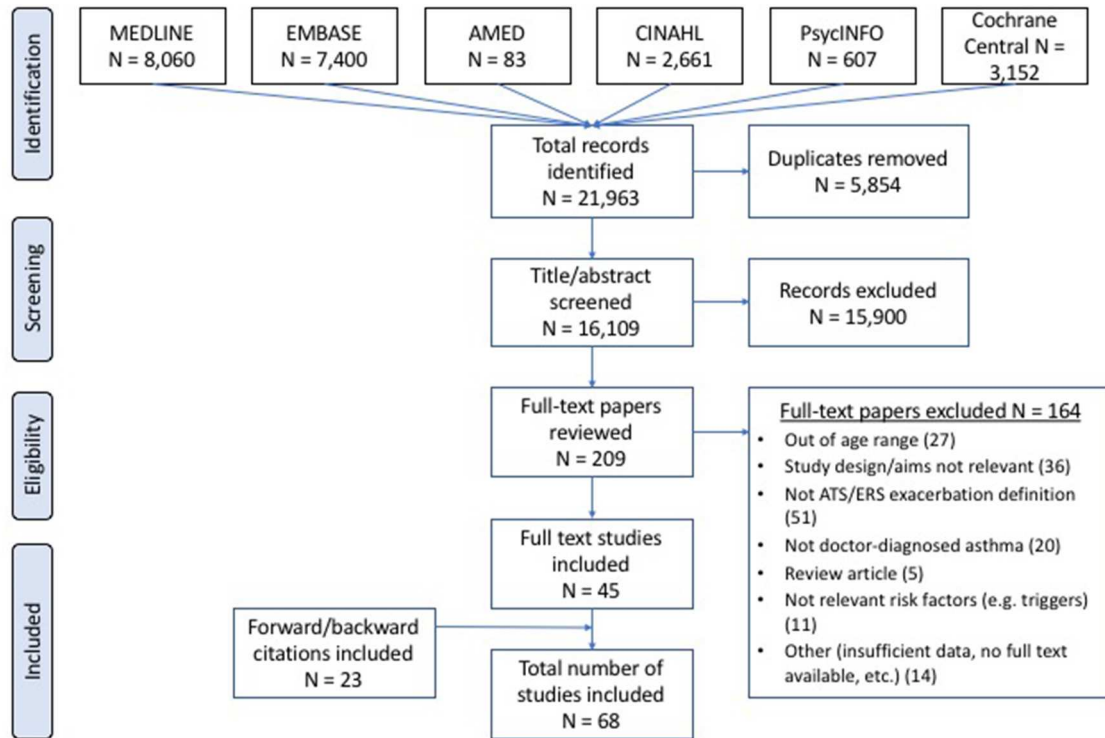 Identification
MEDLINE
N = 8,060
EMBASE
N = 7,400
AMED
N = 83
CINAHL
N = 2,661
PsycINFO
N = 607
Cochrane
Central N =
3,152
Total records
identified
N = 21,963
Duplicates removed
N = 5,854
Screening
Title/abstract
screened
N = 16,109
Records excluded
N = 15,900
Eligibility
Full-text papers
reviewed
N = 209
Full-text papers excluded N = 164
• Out of age range (27)
• Study design/aims not relevant (36)
• Not ATS/ERS exacerbation definition
(51)
• Not doctor-diagnosed asthma (20)
• Review article (5)
• Not relevant risk factors (e.g. triggers)
(11)
• Other (insufficient data, no full text
available, etc.) (14)
Included
Full text studies
included
N = 45
Forward/backward
citations included
N = 23
Total number of
studies included
N = 68